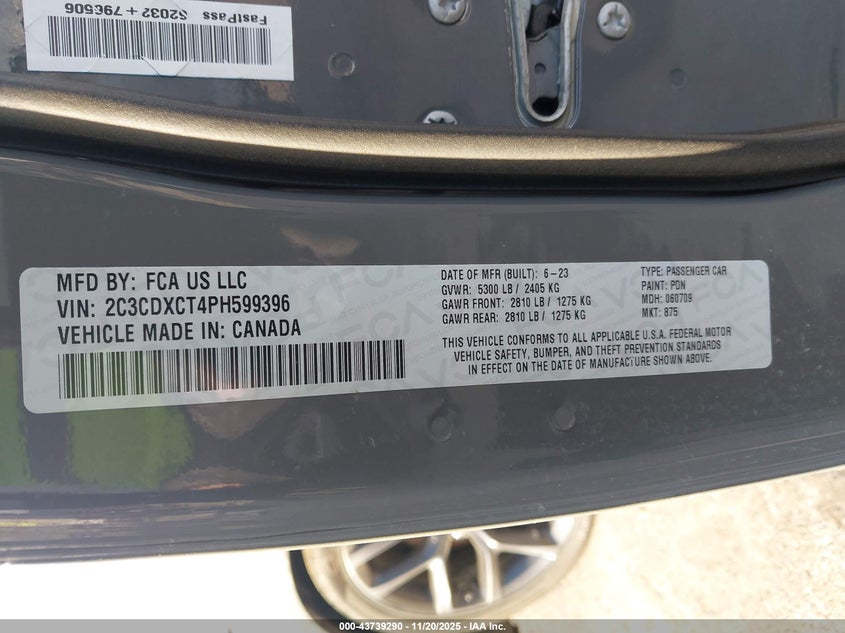 FastPass S2032+796506
MFD BY: FCA US LLC
VIN: 2C3CDXCT4PH599396
VEHICLE MADE IN: CANADA
DATE OF MFR (BUILT): 6-23
GVWR: 5300 LB / 2405 KG
GAWR FRONT: 2810 LB / 1275 KG
GAWR REAR: 2810 LB / 1275 KG
TYPE: PASSENGER CAR
PAINT: PDN
MDH: 060709
MKT: 875
THIS VEHICLE CONFORMS TO ALL APPLICABLE U.S.A. FEDERAL MOTOR
VEHICLE SAFETY, BUMPER, AND THEFT PREVENTION STANDARDS
IN EFFECT ON THE DATE OF MANUFACTURE SHOWN ABOVE.
000-43739290 - 11/20/2025 - IAA Inc.